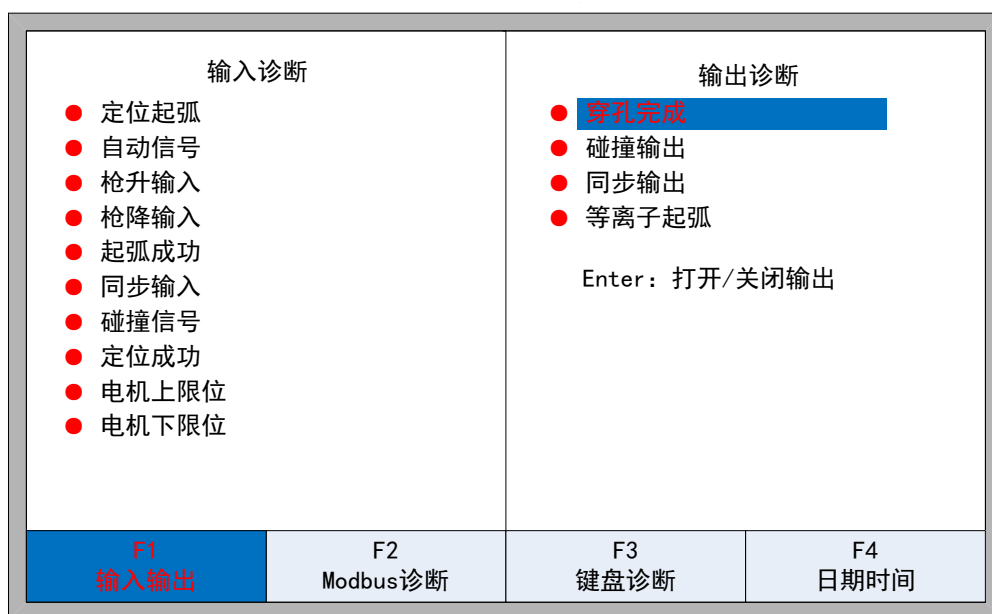 输入诊断
定位起弧
自动信号
枪升输入
枪降输入
起弧成功
同步输入
碰撞信号
定位成功
电机上限位
电机下限位
输出诊断
穿孔完成
碰撞输出
同步输出
等离子起弧
Enter: 打开/关闭输出
F1
输入输出
F2
Modbus诊断
F3
键盘诊断
F4
日期时间